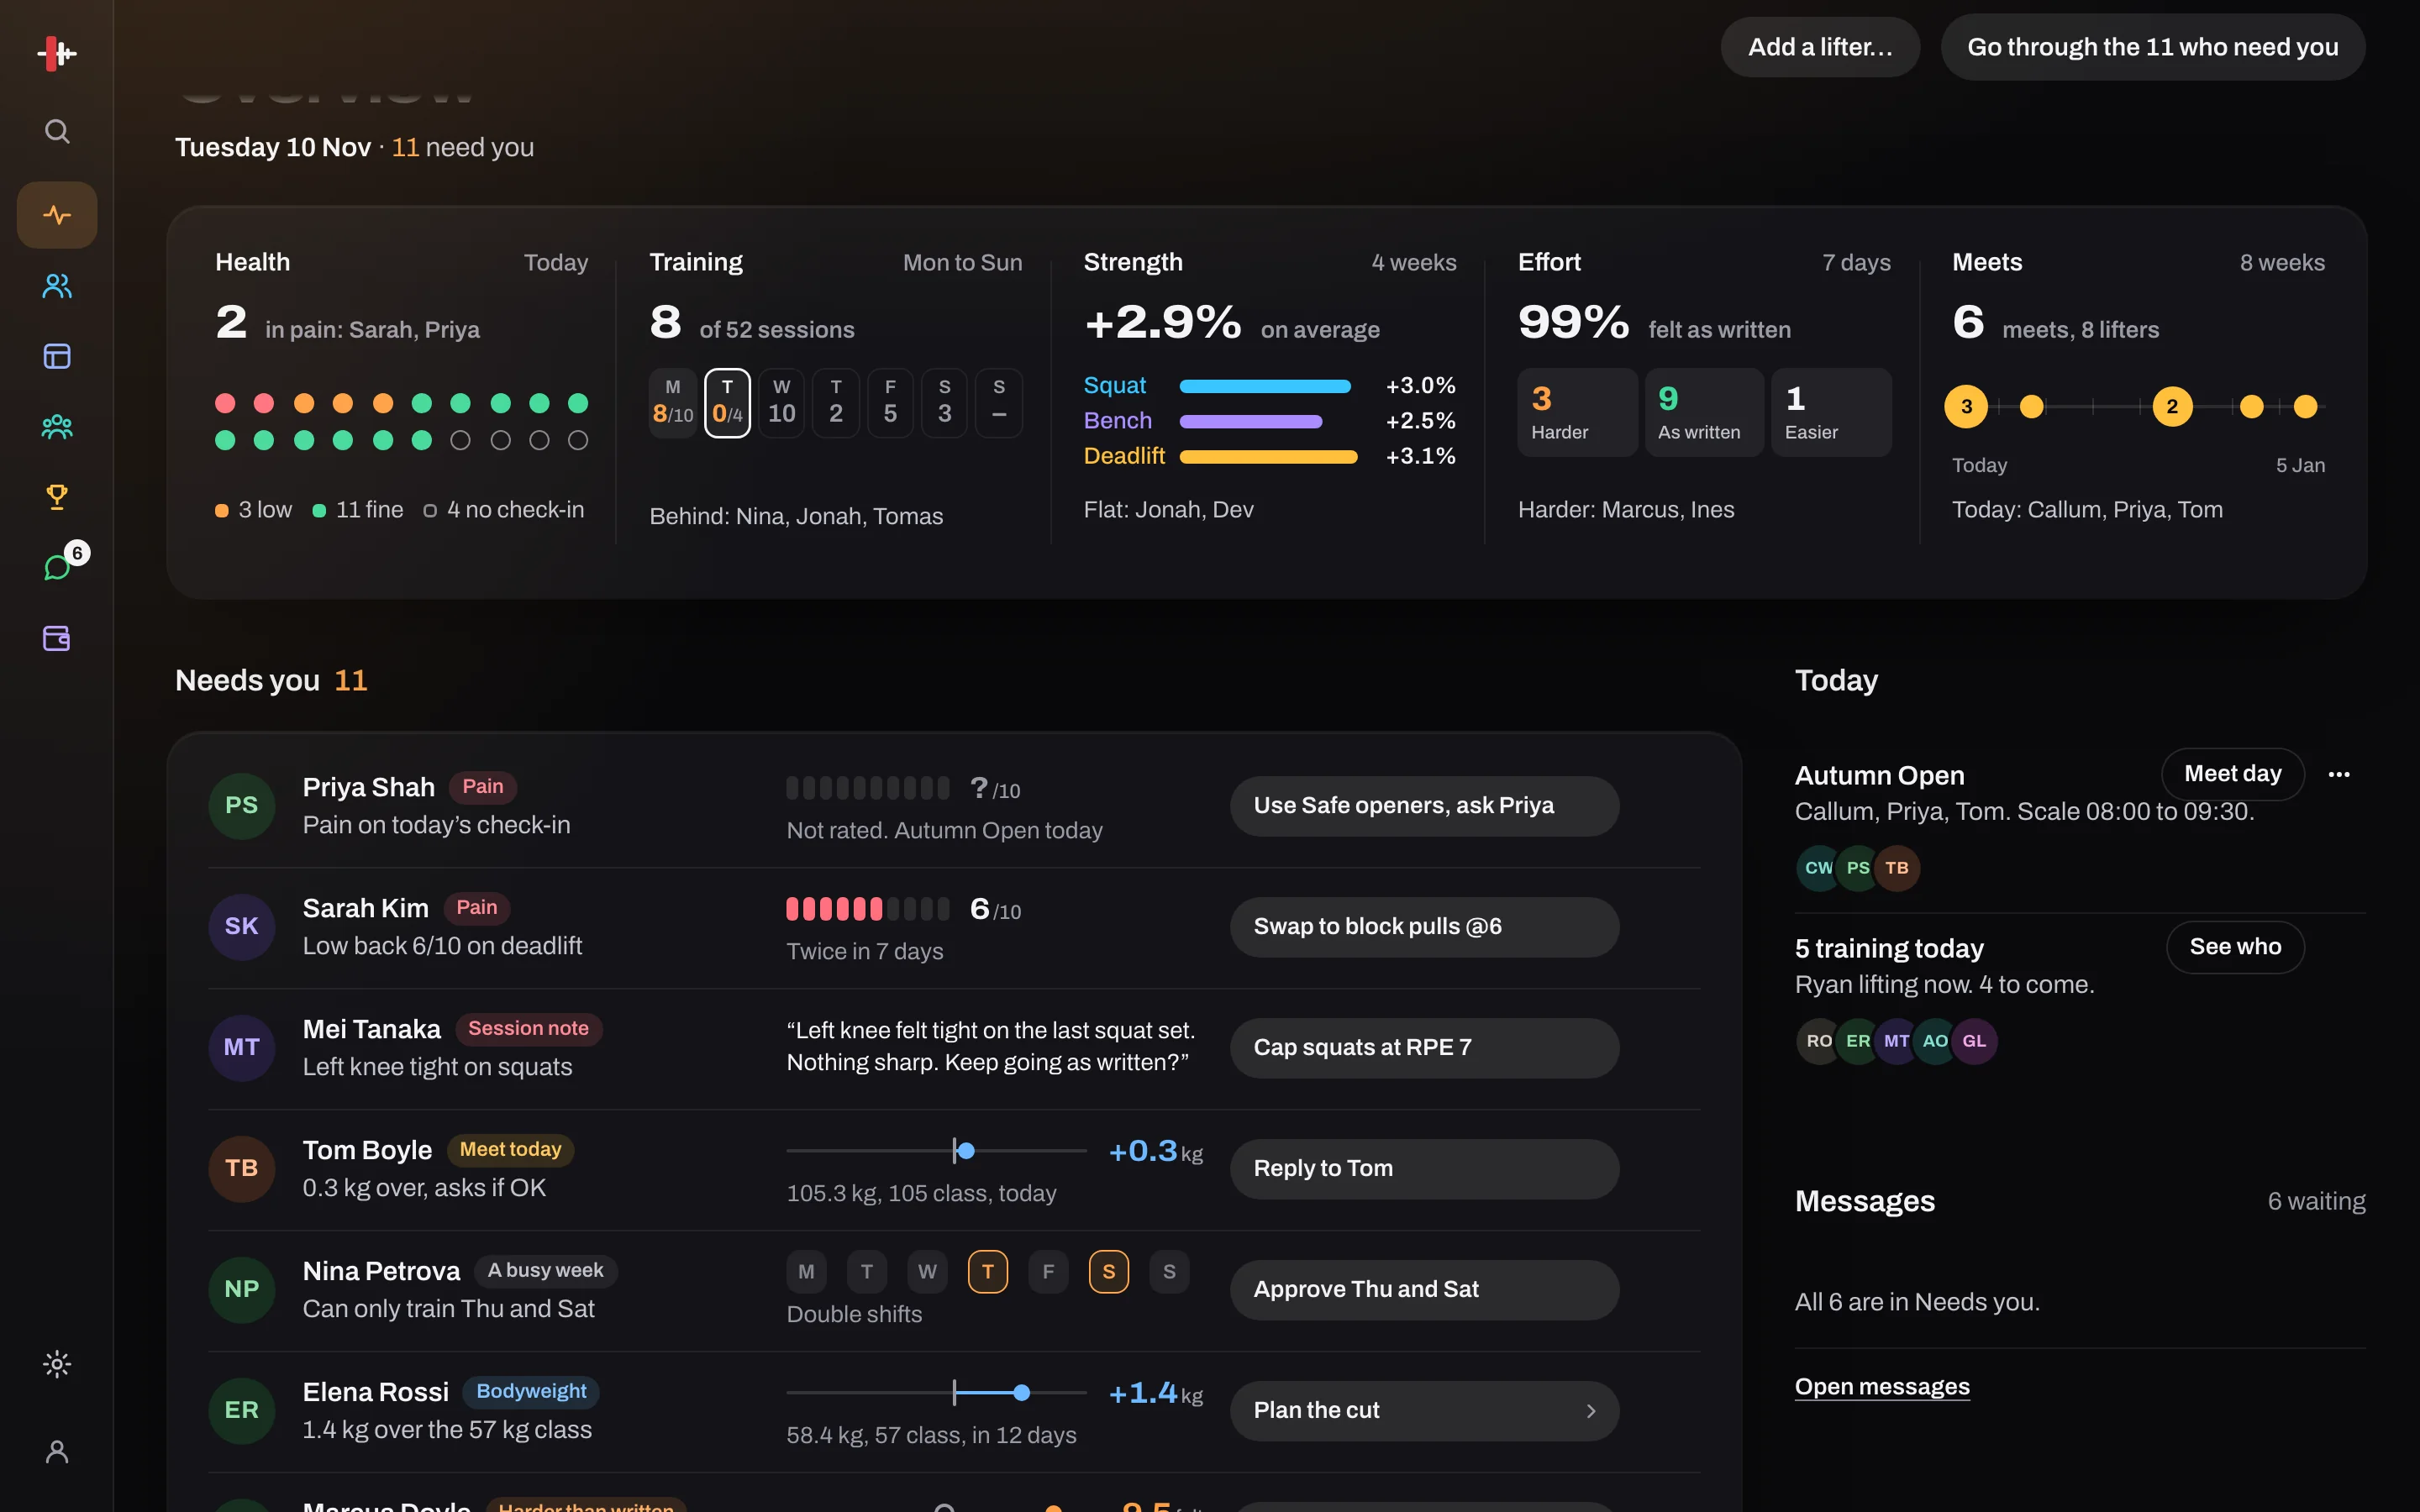 Add a lifter…
Go through the 11 who need you
Overview
Tuesday 10 Nov · 11 need you
Health
Today
2 in pain: Sarah, Priya
3 low
11 fine
4 no check-in
Training
Mon to Sun
8 of 52 sessions
M T W T F S S
8/10 0/4 10 2 5 3 –
Behind: Nina, Jonah, Tomas
Strength
4 weeks
+2.9% on average
Squat +3.0%
Bench +2.5%
Deadlift +3.1%
Flat: Jonah, Dev
Effort
7 days
99% felt as written
3 9 1
Harder As written Easier
Harder: Marcus, Ines
Meets
8 weeks
6 meets, 8 lifters
3 2
Today 5 Jan
Today: Callum, Priya, Tom
6
Needs you 11
PS
Priya Shah Pain
Pain on today’s check-in
?/10
Not rated. Autumn Open today
Use Safe openers, ask Priya
SK
Sarah Kim Pain
Low back 6/10 on deadlift
6/10
Twice in 7 days
Swap to block pulls @6
MT
Mei Tanaka Session note
Left knee tight on squats
“Left knee felt tight on the last squat set.
Nothing sharp. Keep going as written?”
Cap squats at RPE 7
TB
Tom Boyle Meet today
0.3 kg over, asks if OK
+0.3 kg
105.3 kg, 105 class, today
Reply to Tom
NP
Nina Petrova A busy week
Can only train Thu and Sat
M T W T F S S
Double shifts
Approve Thu and Sat
ER
Elena Rossi Bodyweight
1.4 kg over the 57 kg class
+1.4 kg
58.4 kg, 57 class, in 12 days
Plan the cut
Marcus Doyle Harder than written
Today
Autumn Open
Meet day
Callum, Priya, Tom. Scale 08:00 to 09:30.
CW PS TB
5 training today
See who
Ryan lifting now. 4 to come.
RO ER MT AO GL
Messages
6 waiting
All 6 are in Needs you.
Open messages